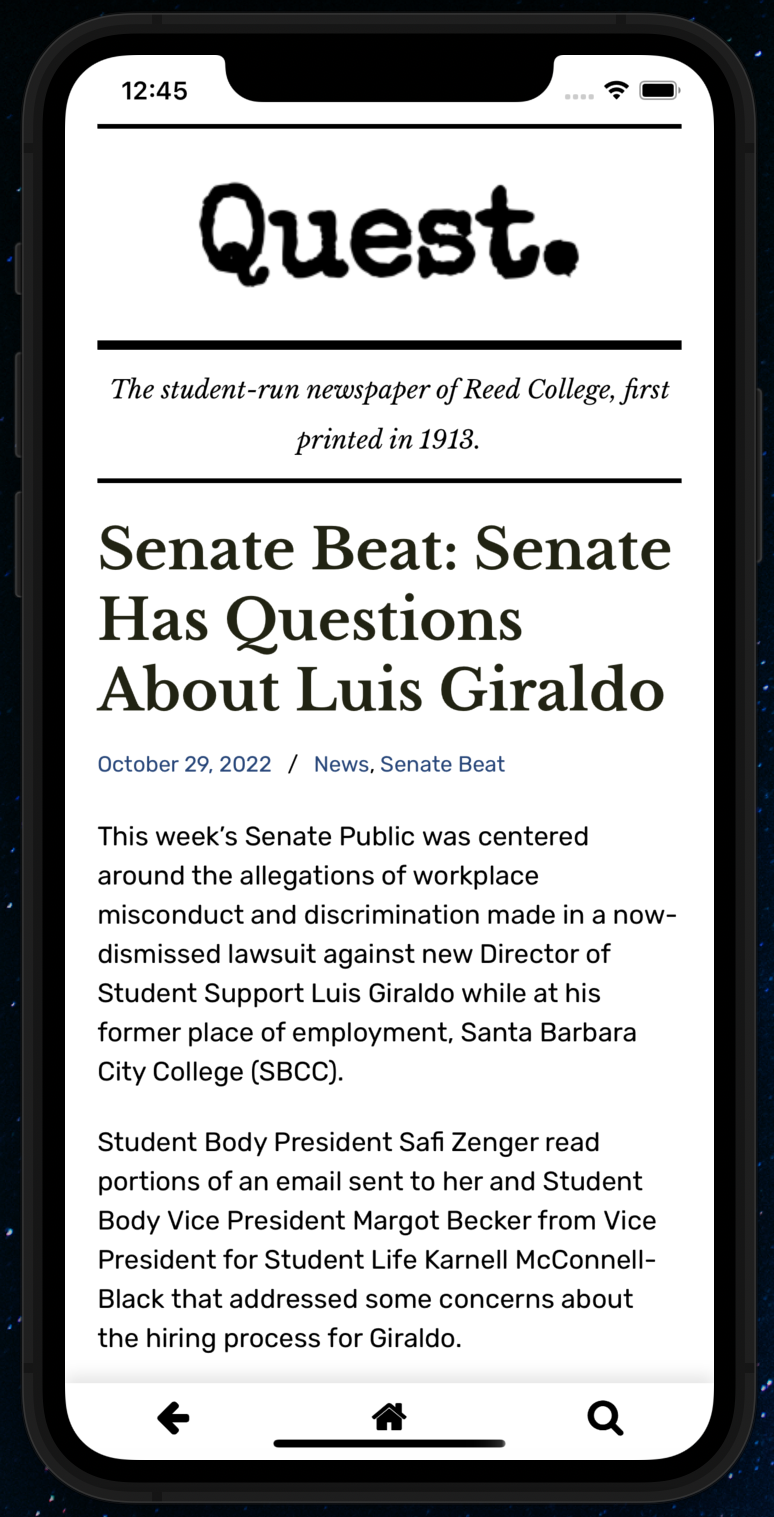 12:45
Quest.
The student-run newspaper of Reed College, first
printed in 1913.
Senate Beat: Senate
Has Questions
About Luis Giraldo
October 29, 2022 / News, Senate Beat
This week’s Senate Public was centered
around the allegations of workplace
misconduct and discrimination made in a now-
dismissed lawsuit against new Director of
Student Support Luis Giraldo while at his
former place of employment, Santa Barbara
City College (SBCC).
Student Body President Safi Zenger read
portions of an email sent to her and Student
Body Vice President Margot Becker from Vice
President for Student Life Karnell McConnell-
Black that addressed some concerns about
the hiring process for Giraldo.